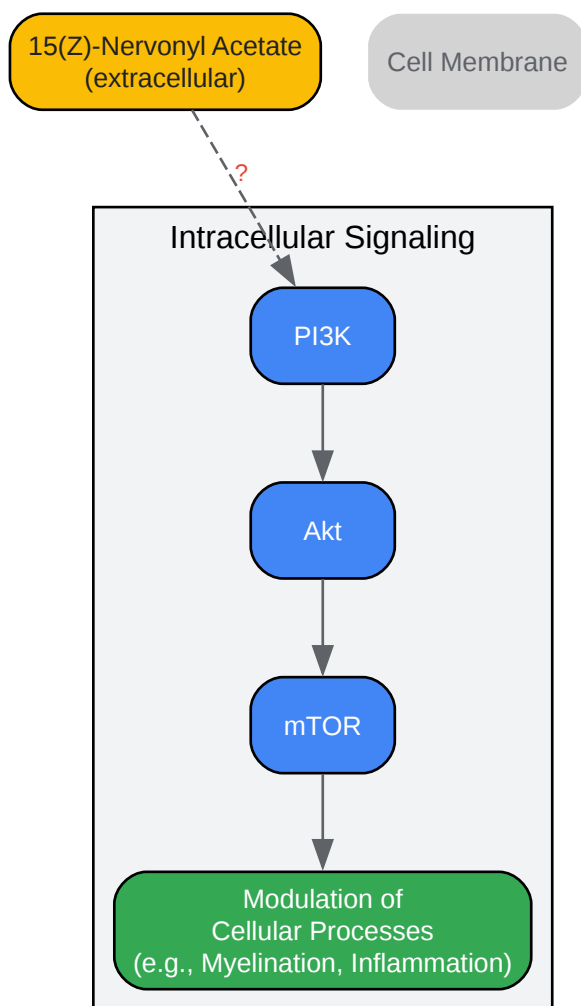 15(Z)-Nervonyl Acetate
(extracellular)
Cell Membrane
?
Intracellular Signaling
PI3K
Akt
mTOR
Modulation of
Cellular Processes
(e.g., Myelination, Inflammation)